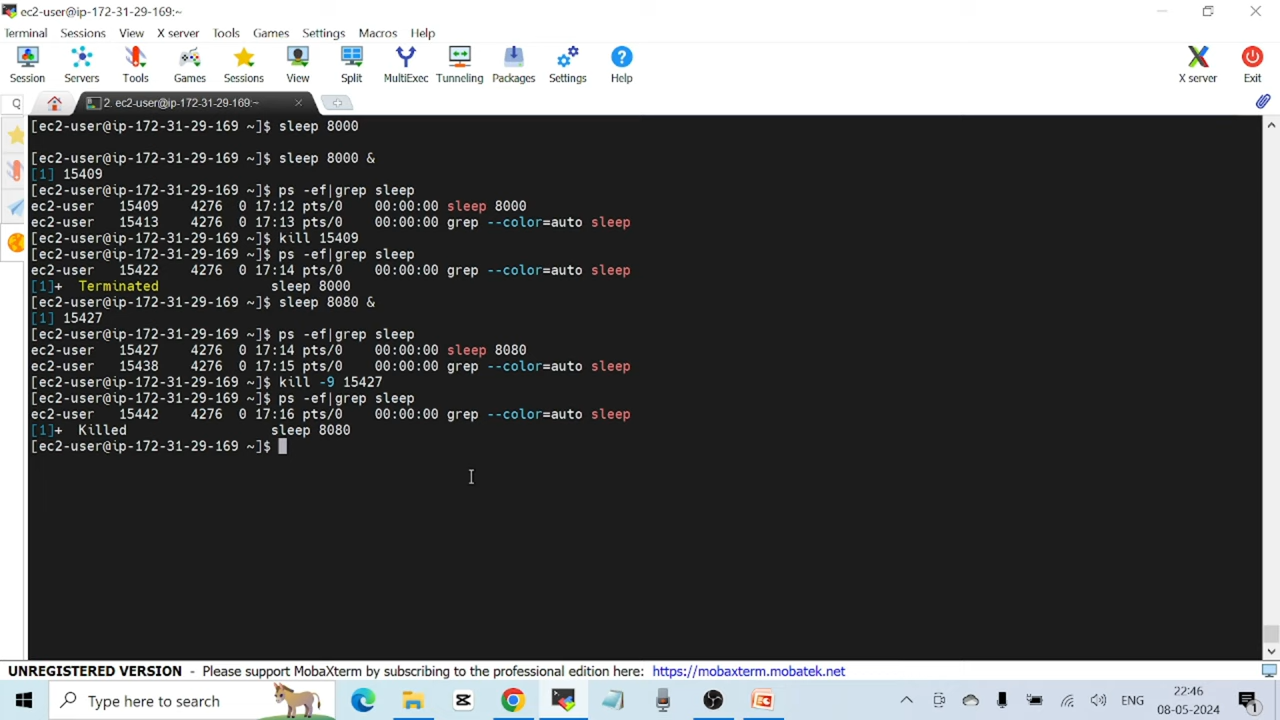 ec2-user@ip-172-31-29-169:~
Terminal Sessions View X server Tools Games Settings Macros Help
Session Servers Tools Games Sessions View Split MultiExec Tunneling Packages Settings Help X server Exit
2. ec2-user@ip-172-31-29-169:~
[ec2-user@ip-172-31-29-169 ~]$ sleep 8000
[ec2-user@ip-172-31-29-169 ~]$ sleep 8000 &
[1] 15409
[ec2-user@ip-172-31-29-169 ~]$ ps -ef|grep sleep
ec2-user   15409    4276  0 17:12 pts/0    00:00:00 sleep 8000
ec2-user   15413    4276  0 17:13 pts/0    00:00:00 grep --color=auto sleep
[ec2-user@ip-172-31-29-169 ~]$ kill 15409
[ec2-user@ip-172-31-29-169 ~]$ ps -ef|grep sleep
ec2-user   15422    4276  0 17:14 pts/0    00:00:00 grep --color=auto sleep
[1]+  Terminated              sleep 8000
[ec2-user@ip-172-31-29-169 ~]$ sleep 8080 &
[1] 15427
[ec2-user@ip-172-31-29-169 ~]$ ps -ef|grep sleep
ec2-user   15427    4276  0 17:14 pts/0    00:00:00 sleep 8080
ec2-user   15438    4276  0 17:15 pts/0    00:00:00 grep --color=auto sleep
[ec2-user@ip-172-31-29-169 ~]$ kill -9 15427
[ec2-user@ip-172-31-29-169 ~]$ ps -ef|grep sleep
ec2-user   15442    4276  0 17:16 pts/0    00:00:00 grep --color=auto sleep
[1]+  Killed                  sleep 8080
[ec2-user@ip-172-31-29-169 ~]$
UNREGISTERED VERSION - Please support MobaXterm by subscribing to the professional edition here: https://mobaxterm.mobatek.net
Type here to search
ENG
22:46
08-05-2024
1